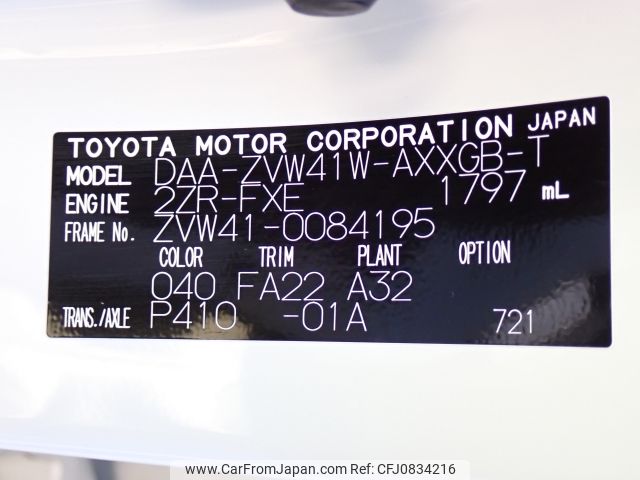 TOYOTA MOTOR CORPORATION JAPAN
MODEL DAA-ZVW41W-AXXGB-T
ENGINE 2ZR-FXE 1797 mL
FRAME No. ZVW41-0084195
COLOR TRIM PLANT OPTION
040 FA22 A32
TRANS./AXLE P410 -01A 721
www.CarFromJapan.com | CFJ0834216